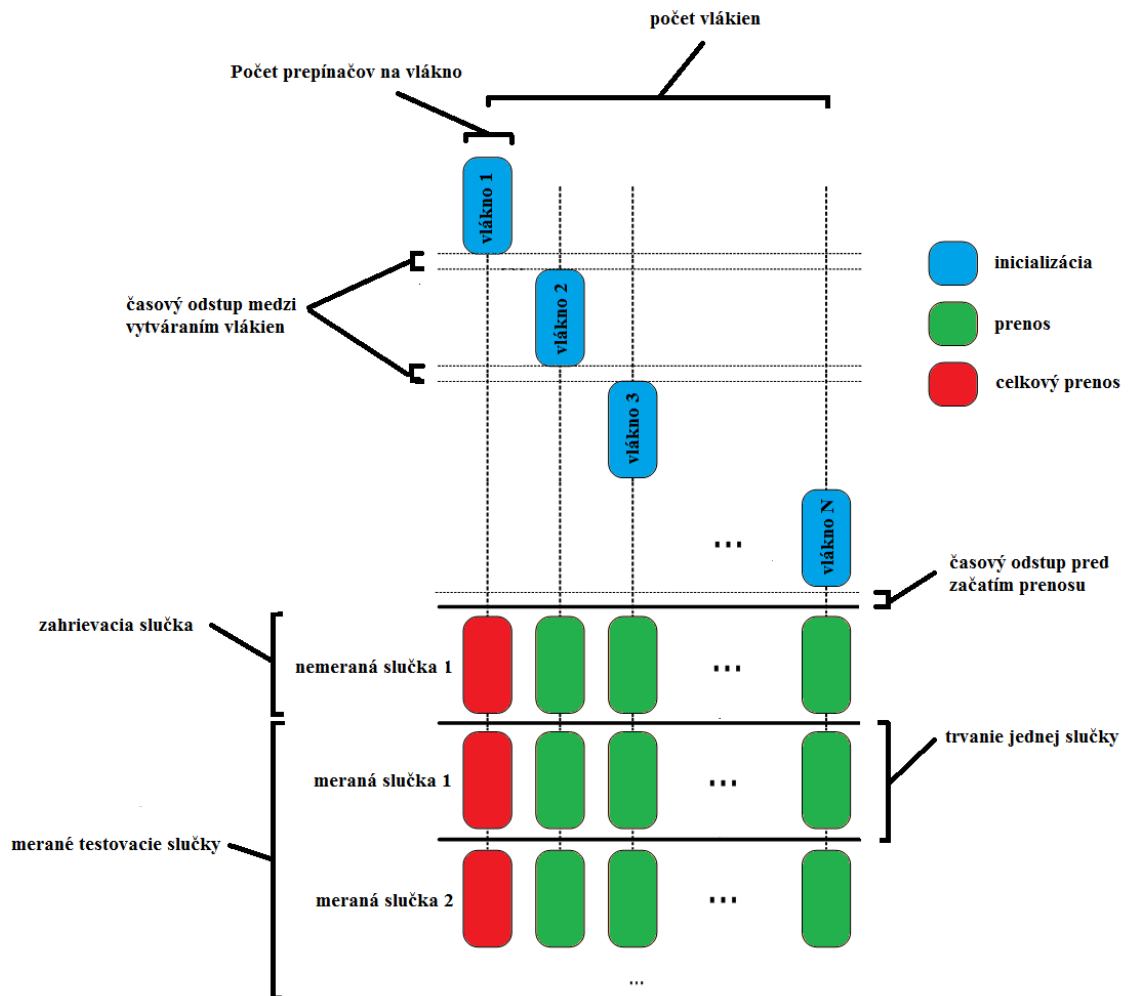 počet vlákien
Počet prepínačov na vlákno
vlákno 1
vlákno 2
vlákno 3
...
vlákno N
časový odstup medzi
vytváraním vlákien
inicializácia
prenos
celkový prenos
časový odstup pred
začatím prenosu
zahrievacia slučka
nemeraná slučka 1
...
trvanie jednej slučky
meraná slučka 1
...
merané testovacie slučky
meraná slučka 2
...
...